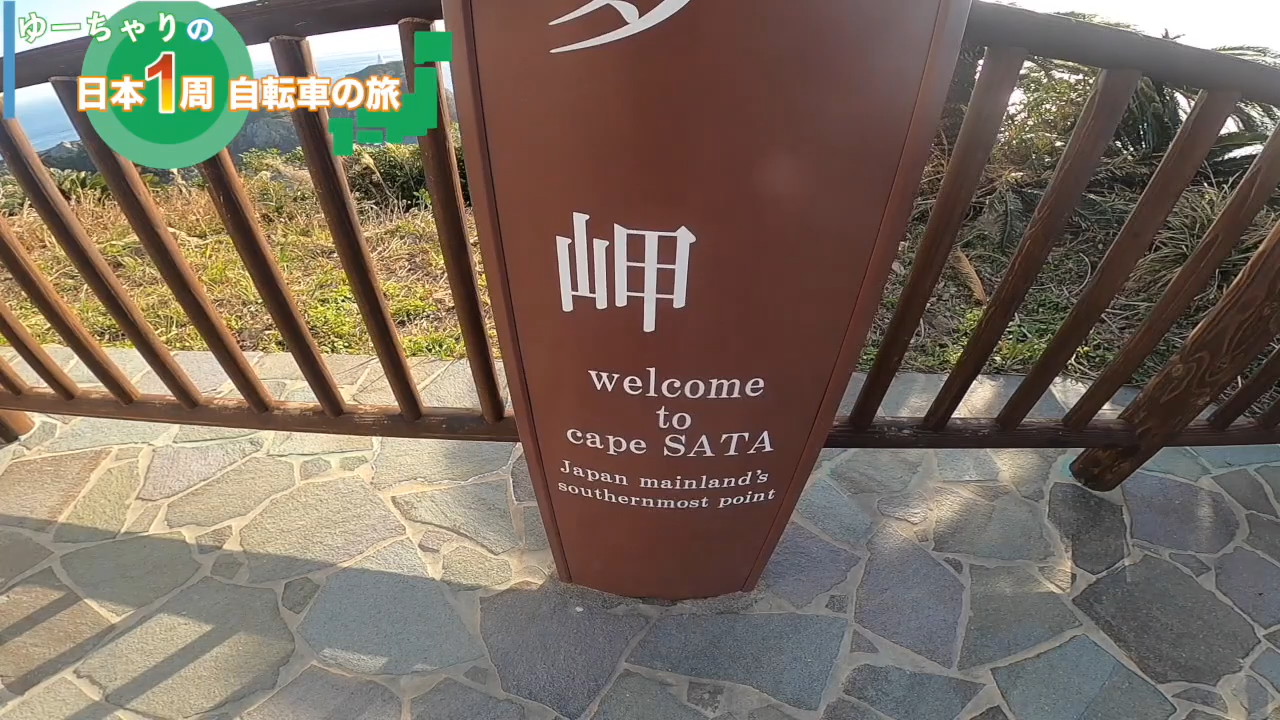 ゆーちゃりの
日本1周 自転車の旅
岬
welcome
to
cape SATA
Japan mainland's
southernmost point